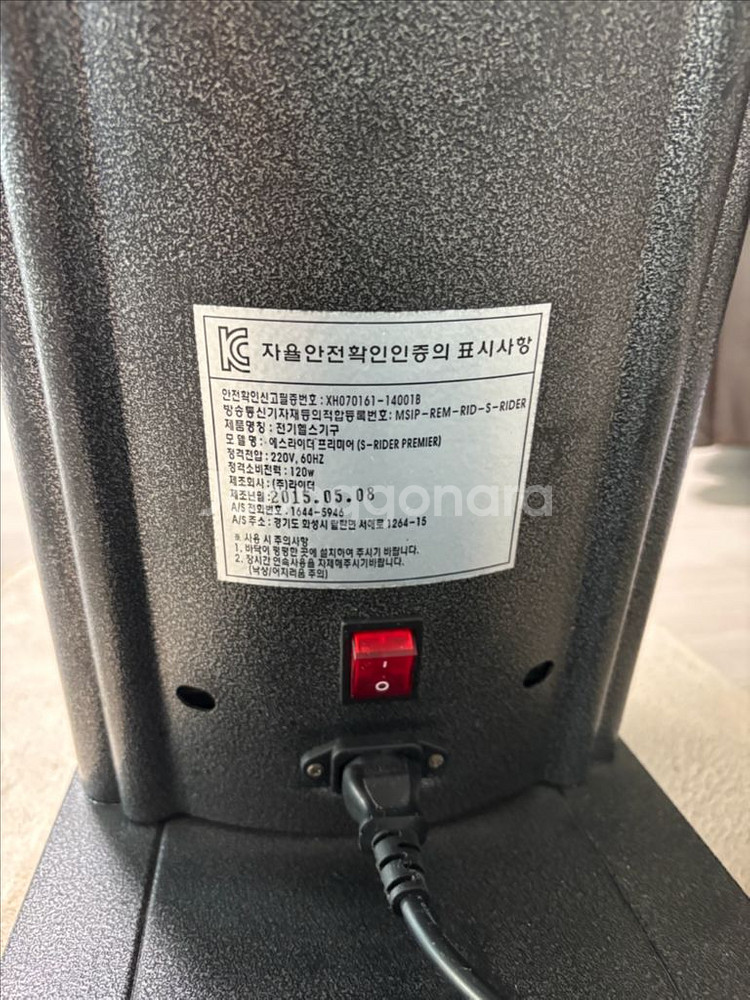 KC 자율안전확인인증의 표시사항
안전확인신고필증번호 : XH070161-14001B
방송통신기자재등의적합등록번호: MSIP-REM-RID-S-RIDER
제품명칭 : 전기헬스기구
모 델 명 : 에스라이더 프리미어 (S-RIDER PREMIER)
정격전압 : 220V, 60HZ
정격소비전력 : 120w
제조회사 : (주)라이더
제조년월 : 2015.05.08
A/S 전화번호 : 1644-5946
A/S 주소 : 경기도 화성시 팔탄면 서해로 1264-15
※ 사용 시 주의사항
1. 바닥이 평평한 곳에 설치하여 주시기 바랍니다.
2. 장시간 연속사용을 자제해주시기바랍니다.
(낙상/어지러움 주의)